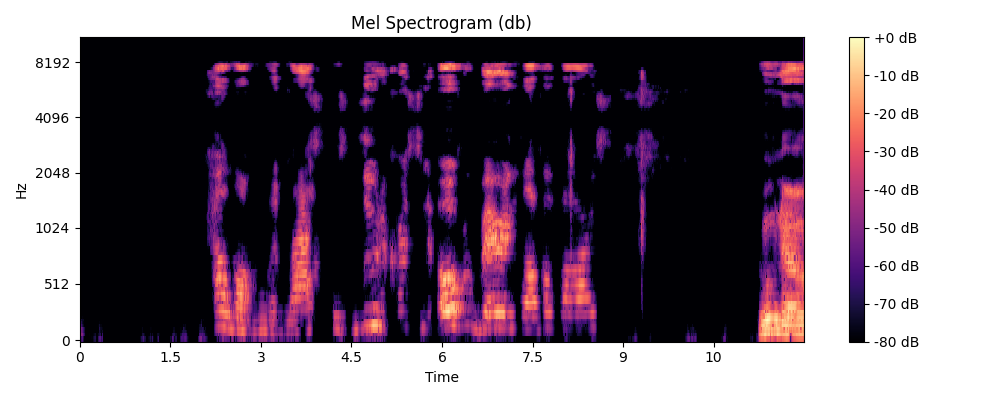 Mel Spectrogram (db)
8192
4096
2048
1024
512
0
Hz
0 1.5 3 4.5 6 7.5 9 10
Time
+0 dB
-10 dB
-20 dB
-30 dB
-40 dB
-50 dB
-60 dB
-70 dB
-80 dB